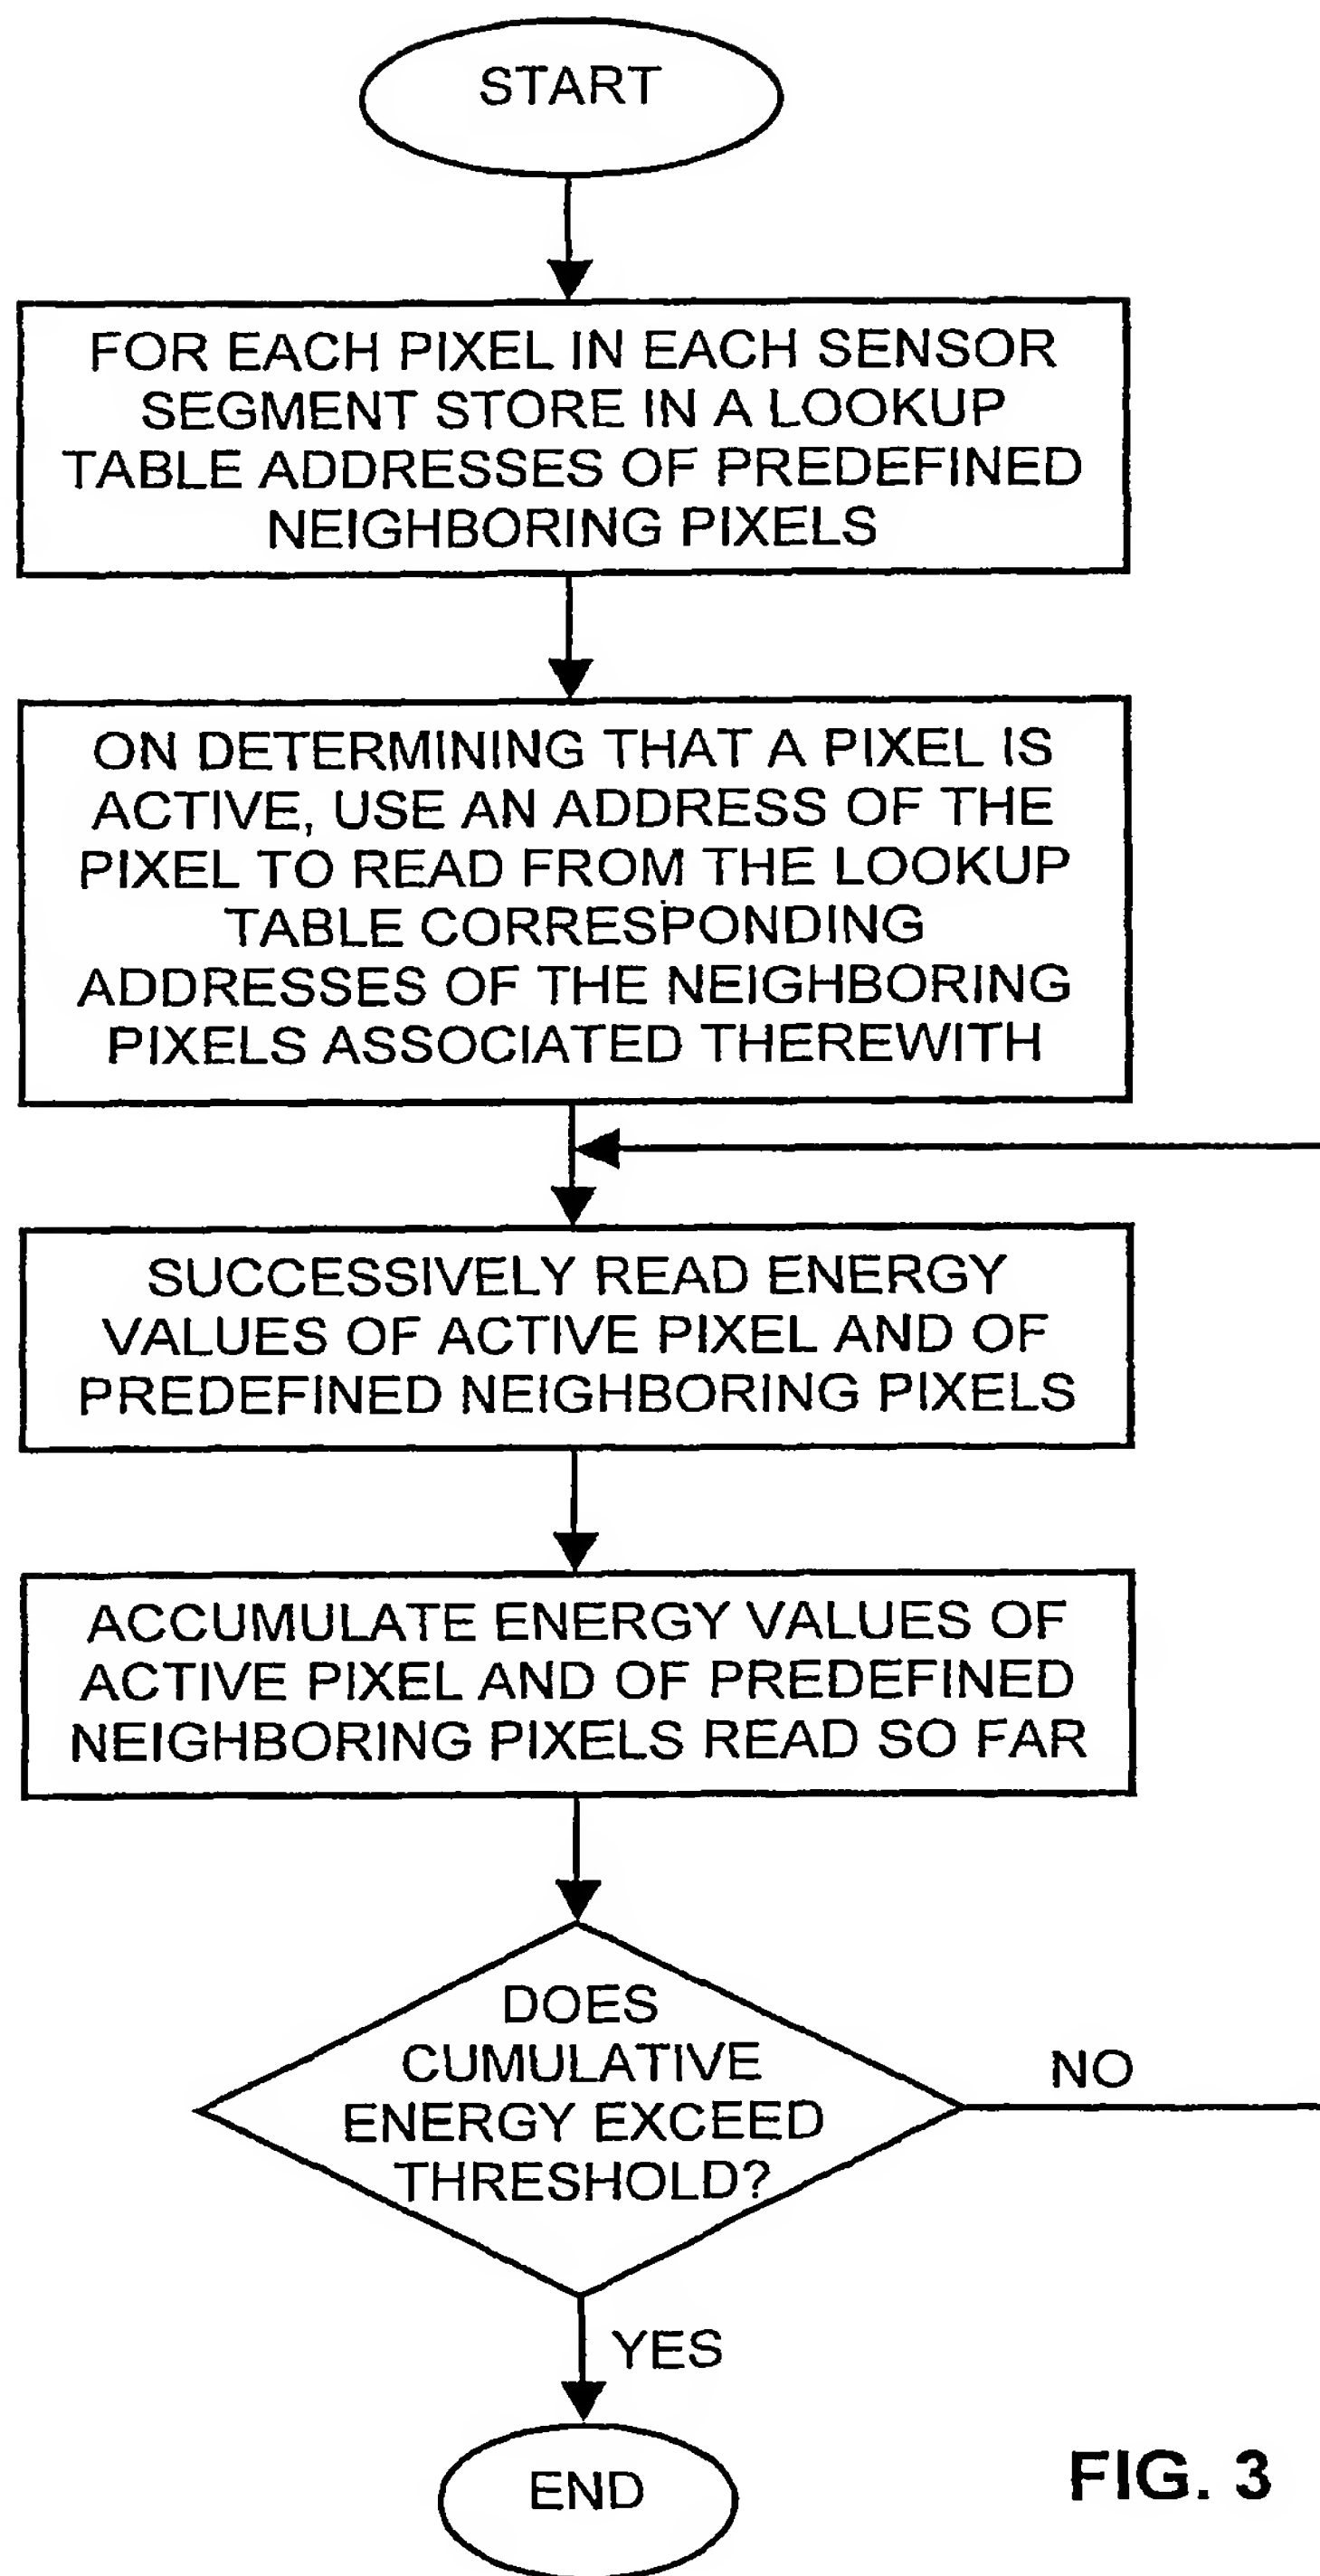 START
FOR EACH PIXEL IN EACH SENSOR
SEGMENT STORE IN A LOOKUP
TABLE ADDRESSES OF PREDEFINED
NEIGHBORING PIXELS
ON DETERMINING THAT A PIXEL IS
ACTIVE, USE AN ADDRESS OF THE
PIXEL TO READ FROM THE LOOKUP
TABLE CORRESPONDING
ADDRESSES OF THE NEIGHBORING
PIXELS ASSOCIATED THEREWITH
SUCCESSIVELY READ ENERGY
VALUES OF ACTIVE PIXEL AND OF
PREDEFINED NEIGHBORING PIXELS
ACCUMULATE ENERGY VALUES OF
ACTIVE PIXEL AND OF PREDEFINED
NEIGHBORING PIXELS READ SO FAR
DOES
CUMULATIVE
ENERGY EXCEED
THRESHOLD?
NO
YES
END
FIG. 3